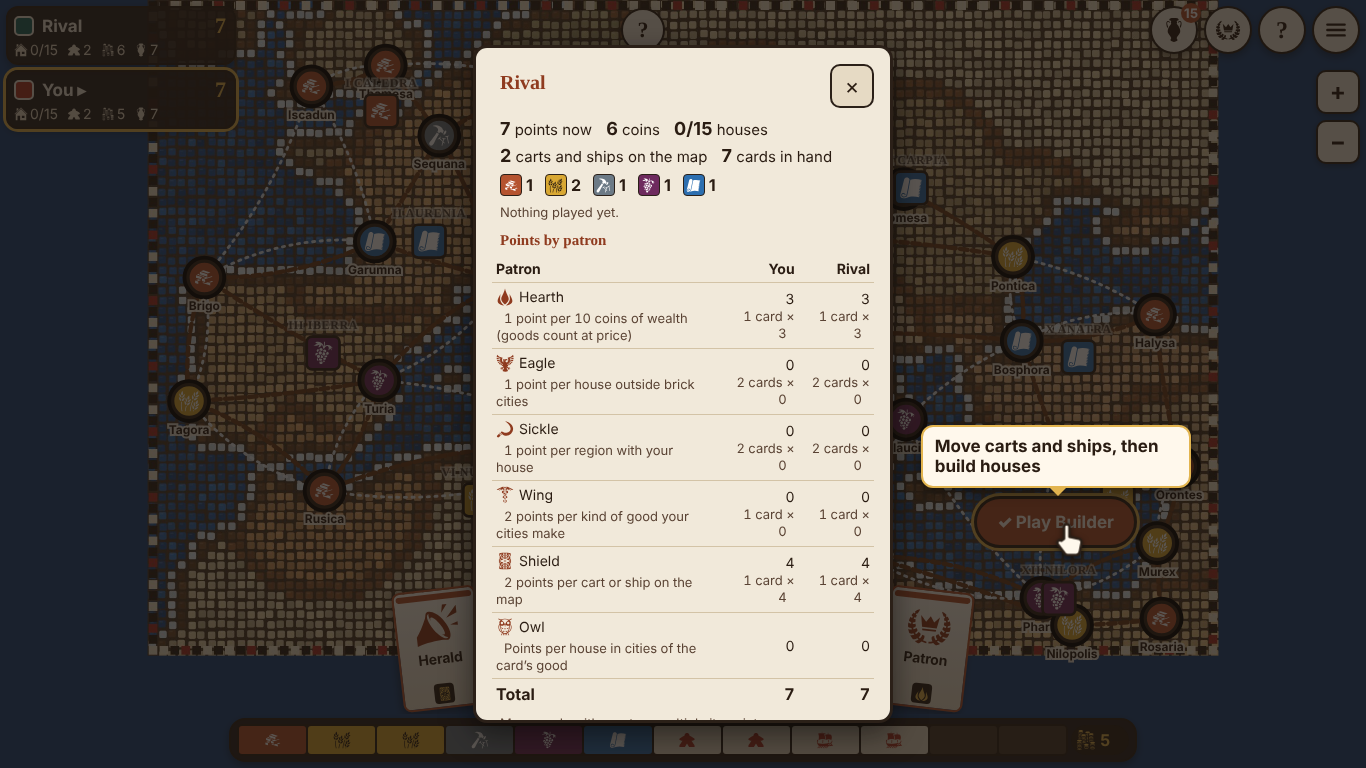 Rival 7
0/15 2 6 7
You ▸ 7
0/15 2 5 7
?
15
?
+
−
Iscadun
Sequana
Garumna
Brigo
Turia
Tagora
Rusica
Pontica
Halysa
Bosphora
Orontes
Murex
Nilopolis
Rosaria
Rival
×
7 points now 6 coins 0/15 houses
2 carts and ships on the map 7 cards in hand
1 2 1 1 1
Nothing played yet.
Points by patron
Patron You Rival
Hearth 3 3
1 point per 10 coins of wealth (goods count at price) 1 card × 3 1 card × 3
Eagle 0 0
1 point per house outside brick cities 2 cards × 0 2 cards × 0
Sickle 0 0
1 point per region with your house 2 cards × 0 2 cards × 0
Wing 0 0
2 points per kind of good your cities make 1 card × 0 1 card × 0
Shield 4 4
2 points per cart or ship on the map 1 card × 4 1 card × 4
Owl
Points per house in cities of the card's good 0 0
Total 7 7
Move carts and ships, then
build houses
Play Builder
Herald
Patron
5